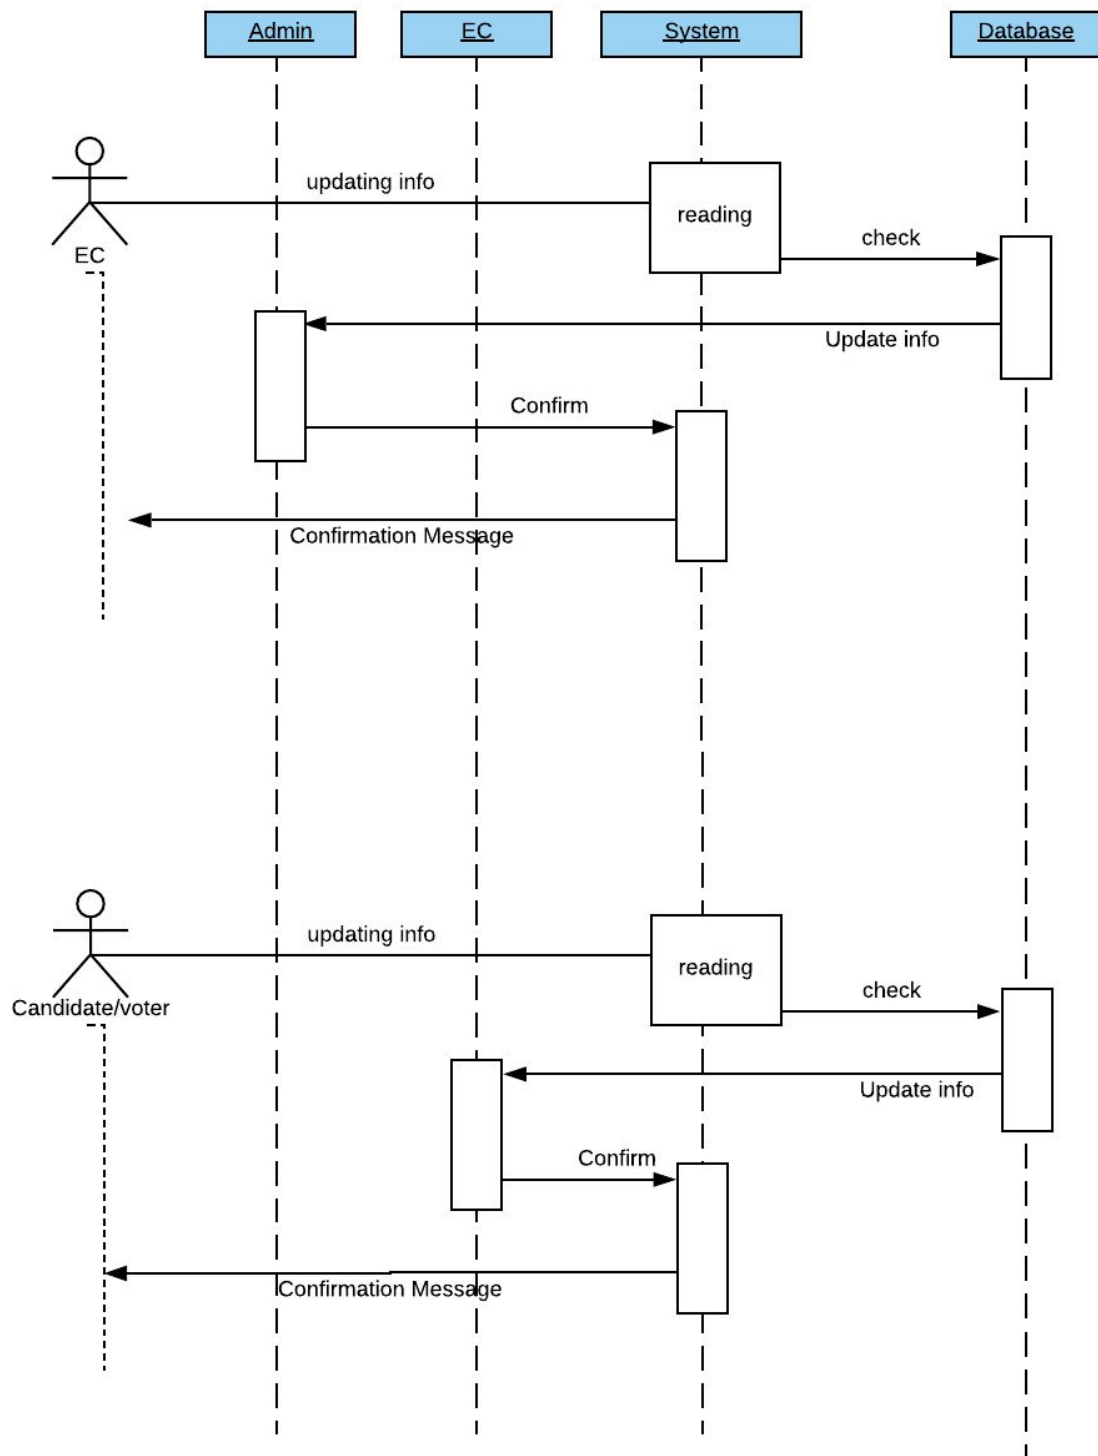 Admin
EC
System
Database
updating info
reading
check
EC
Update info
Confirm
Confirmation Message
updating info
reading
check
Candidate/voter
Update info
Confirm
Confirmation Message